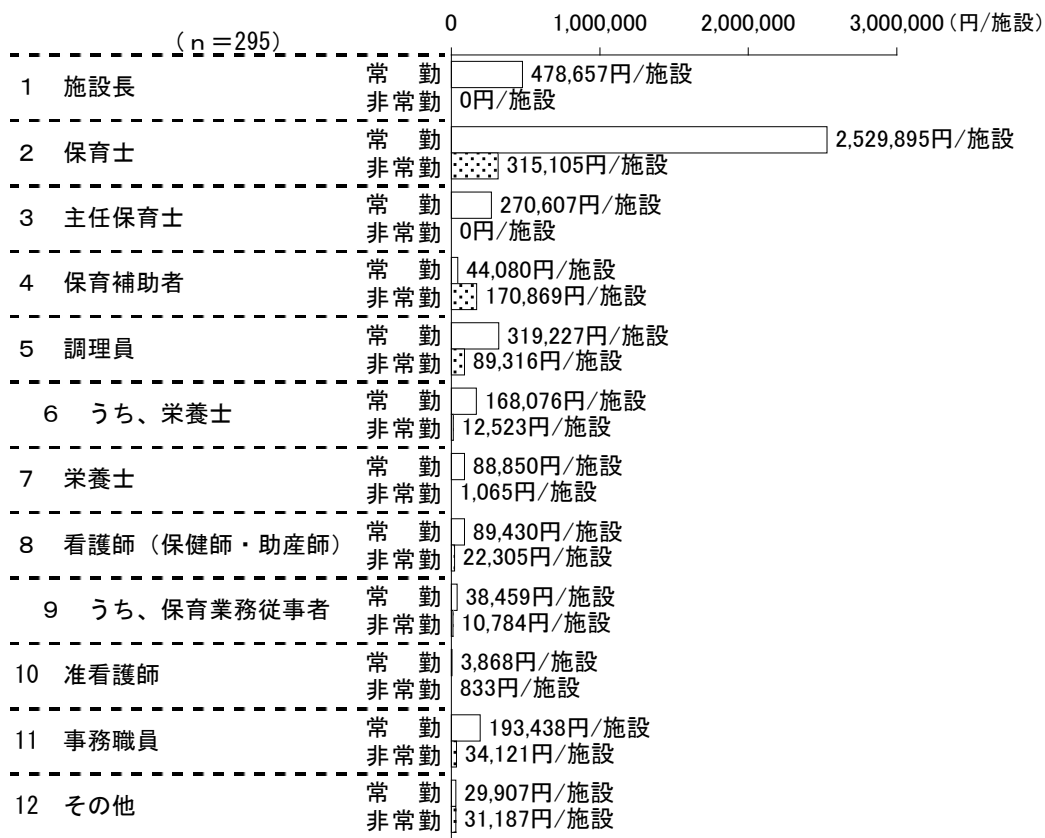 0 1,000,000 2,000,000 3,000,000 (円/施設)
(ｎ=295)
1 施設長 常 勤 478,657円/施設
非常勤 0円/施設
2 保育士 常 勤 2,529,895円/施設
非常勤 315,105円/施設
3 主任保育士 常 勤 270,607円/施設
非常勤 0円/施設
4 保育補助者 常 勤 44,080円/施設
非常勤 170,869円/施設
5 調理員 常 勤 319,227円/施設
非常勤 89,316円/施設
6 うち、栄養士 常 勤 168,076円/施設
非常勤 12,523円/施設
7 栄養士 常 勤 88,850円/施設
非常勤 1,065円/施設
8 看護師（保健師・助産師） 常 勤 89,430円/施設
非常勤 22,305円/施設
9 うち、保育業務従事者 常 勤 38,459円/施設
非常勤 10,784円/施設
10 准看護師 常 勤 3,868円/施設
非常勤 833円/施設
11 事務職員 常 勤 193,438円/施設
非常勤 34,121円/施設
12 その他 常 勤 29,907円/施設
非常勤 31,187円/施設